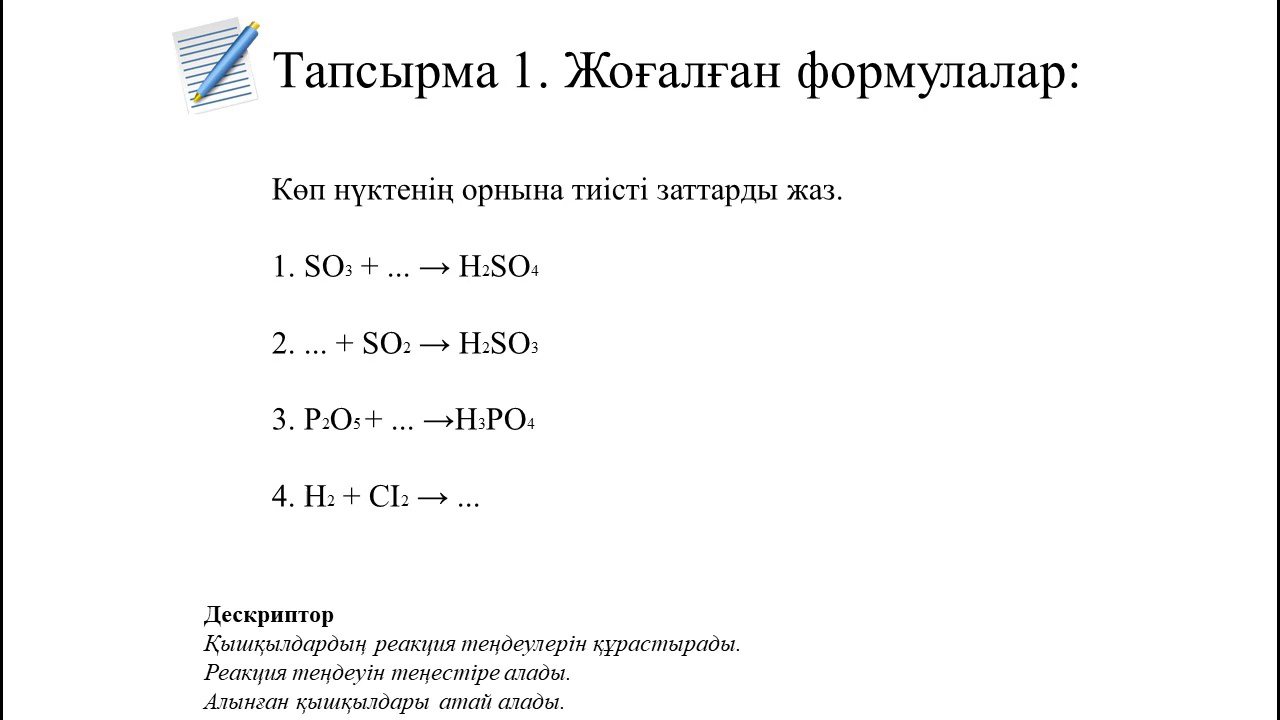 Тапсырма 1. Жоғалған формулалар:
Көп нүктенің орнына тиісті заттарды жаз.
1. SO₃ + ... → H₂SO₄
2. ... + SO₂ → H₂SO₃
3. P₂O₅ + ... →H₃PO₄
4. H₂ + CI₂ → ...
Дескриптор
Қышқылдардың реакция теңдеулерін құрастырады.
Реакция теңдеуін теңестіре алады.
Алынған қышқылдары атай алады.